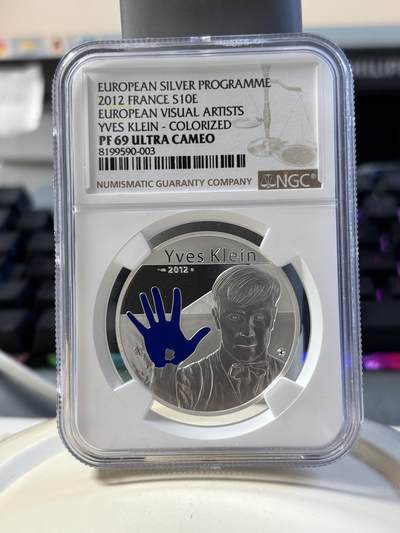 EUROPEAN SILVER PROGRAMME
2012 FRANCE S10E
EUROPEAN VISUAL ARTISTS
YVES KLEIN - COLORIZED
PF 69 ULTRA CAMEO
8199590-003
NUMISMATIC GUARANTY COMPANY NGC®
Yves Klein
2012